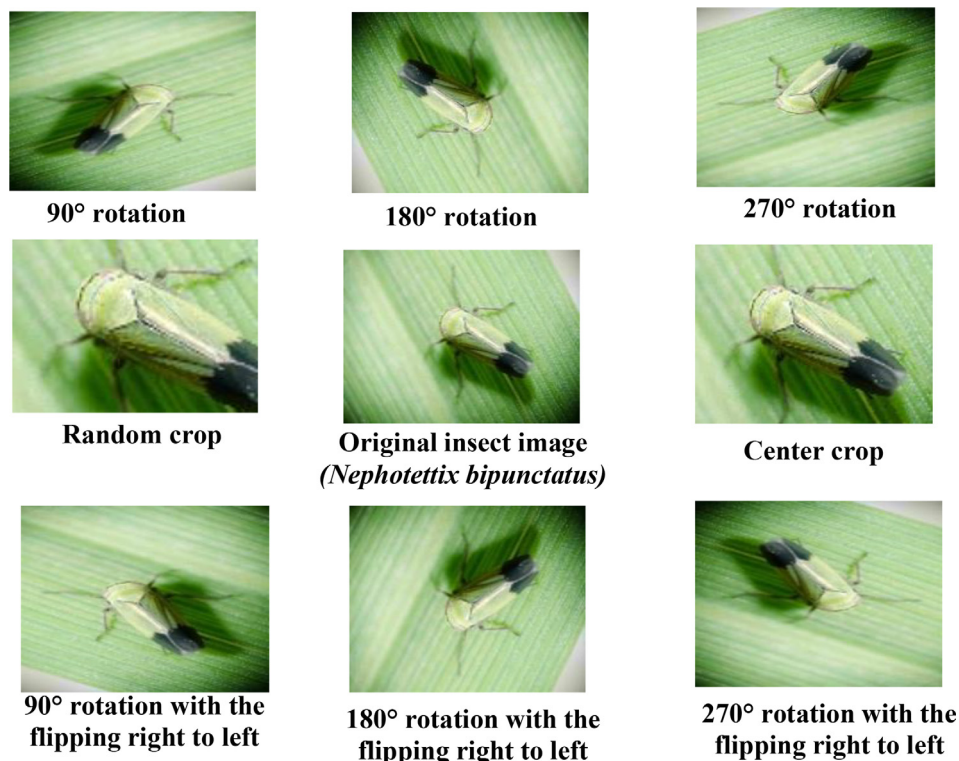 90° rotation
180° rotation
270° rotation
Random crop
Original insect image
(Nephotettix bipunctatus)
Center crop
90° rotation with the
flipping right to left
180° rotation with the
flipping right to left
270° rotation with the
flipping right to left